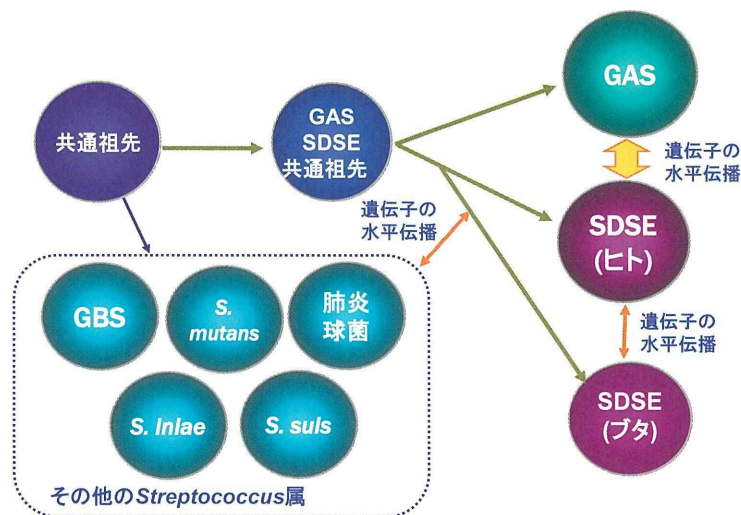 共通祖先
GAS
SDSE
共通祖先
GAS
遺伝子の
水平伝播
SDSE
(ヒト)
遺伝子の
水平伝播
遺伝子の
水平伝播
SDSE
(ブタ)
GBS
S.
mutans
肺炎
球菌
S. Iniae
S. suis
その他のStreptococcus属